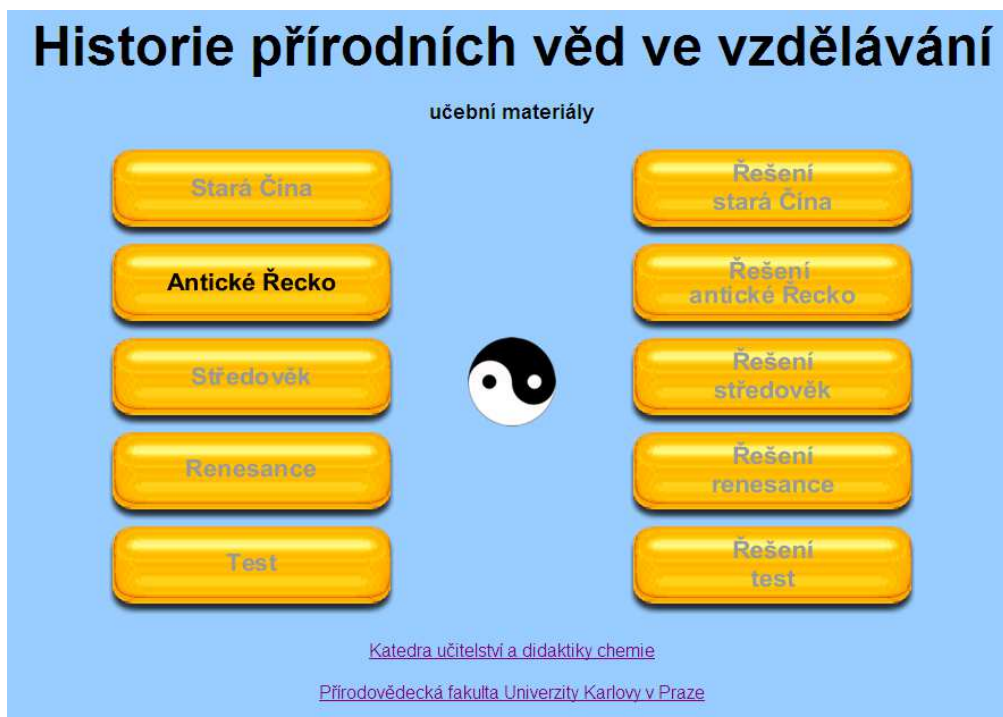 Historie přírodních věd ve vzdělávání
učební materiály
Stará Čína
Antické Řecko
Středověk
Renesance
Test
Řešení
stará Čína
Řešení
antické Řecko
Řešení
středověk
Řešení
renesance
Řešení
test
Katedra učitelství a didaktiky chemie
Přírodovědecká fakulta Univerzity Karlovy v Praze